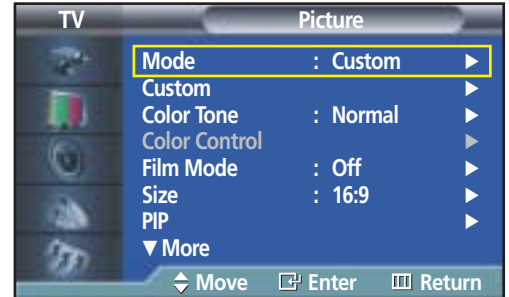 TV Picture
Mode : Custom ▶
Custom ▶
Color Tone : Normal ▶
Color Control ▶
Film Mode : Off ▶
Size : 16:9 ▶
PIP ▶
▼ More
Move Enter Return